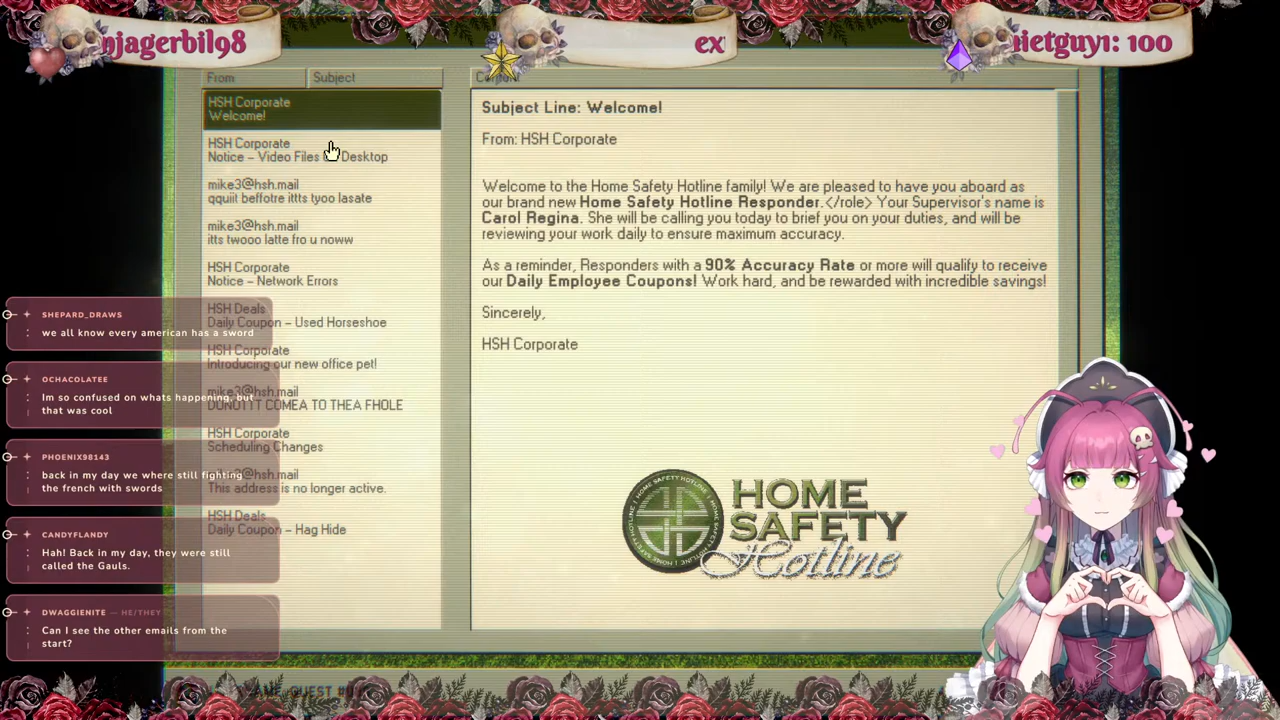 njagerbil98
ex
nietguy1: 100
From
Subject
Content
HSH Corporate
Welcome!
HSH Corporate
Notice – Video Files Desktop
mike3@hsh.mail
qquiit beffotre ittts tyoo lasate
mike3@hsh.mail
itts twooo latte fro u noww
HSH Corporate
Notice – Network Errors
HSH Deals
Daily Coupon – Used Horseshoe
HSH Corporate
Introducing our new office pet!
mike3@hsh.mail
DONOTTT COMEA TO THEA FHOLE
HSH Corporate
Scheduling Changes
mike3@hsh.mail
This address is no longer active.
HSH Deals
Daily Coupon – Hag Hide
Subject Line: Welcome!
From: HSH Corporate
Welcome to the Home Safety Hotline family! We are pleased to have you aboard as
our brand new Home Safety Hotline Responder.</role> Your Supervisor's name is
Carol Regina. She will be calling you today to brief you on your duties, and will be
reviewing your work daily to ensure maximum accuracy.
As a reminder, Responders with a 90% Accuracy Rate or more will qualify to receive
our Daily Employee Coupons! Work hard, and be rewarded with incredible savings!
Sincerely,
HSH Corporate
HOME
SAFETY
Hotline
SHEPARD_DRAWS
we all know every american has a sword
OCHACOLATEE
Im so confused on whats happening, but
that was cool
PHOENIX98143
back in my day we where still fighting
the french with swords
CANDYFLANDY
Hah! Back in my day, they were still
called the Gauls.
DWAGGIENITE — HE/THEY
Can I see the other emails from the
start?